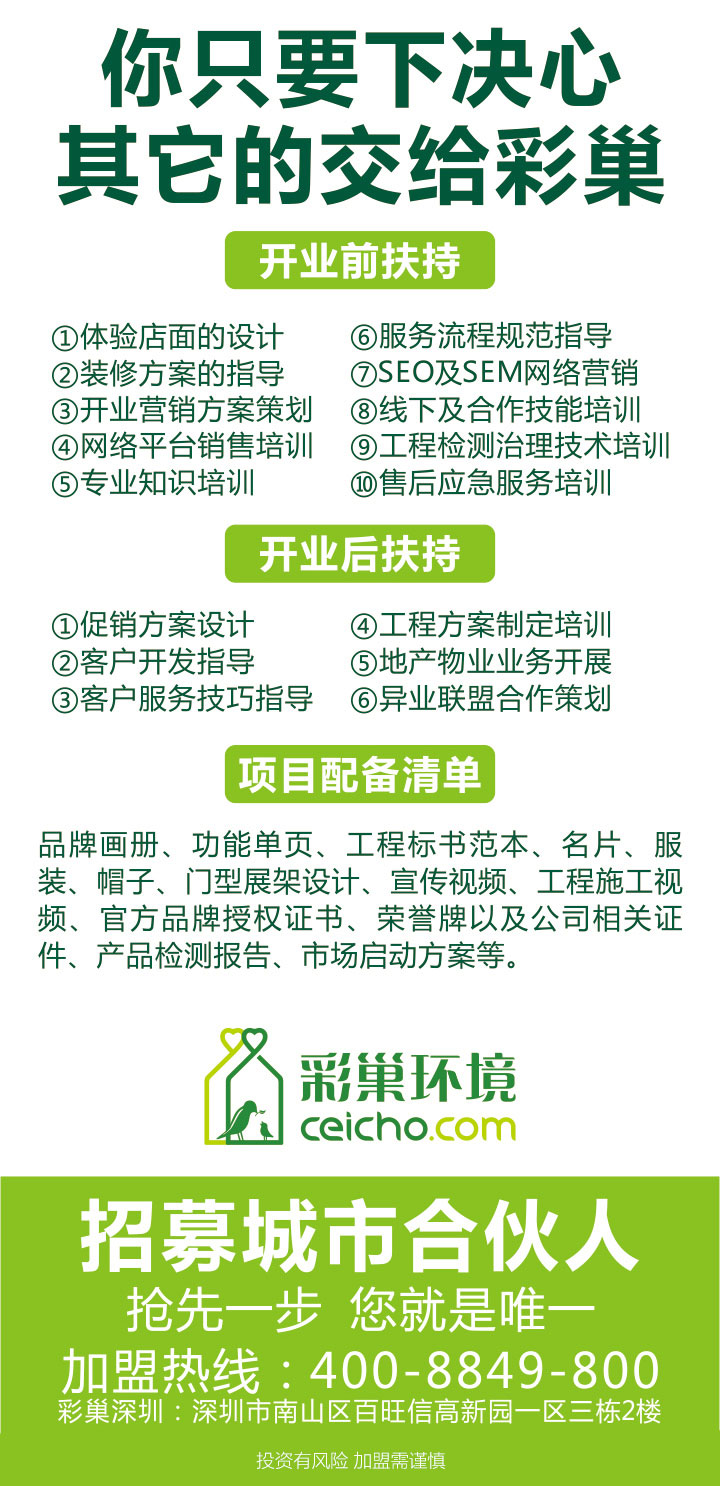 你只要下决心
其它的交给彩巢
开业前扶持
①体验店面的设计
②装修方案的指导
③开业营销方案策划
④网络平台销售培训
⑤专业知识培训
⑥服务流程规范指导
⑦SEO及SEM网络营销
⑧线下及合作技能培训
⑨工程检测治理技术培训
⑩售后应急服务培训
开业后扶持
①促销方案设计
②客户开发指导
③客户服务技巧指导
④工程方案制定培训
⑤地产物业业务开展
⑥异业联盟合作策划
项目配备清单
品牌画册、功能单页、工程标书范本、名片、服
装、帽子、门型展架设计、宣传视频、工程施工视
频、官方品牌授权证书、荣誉牌以及公司相关证
件、产品检测报告、市场启动方案等。
彩巢环境
ceicho.com
招募城市合伙人
抢先一步 您就是唯一
加盟热线：400-8849-800
彩巢深圳：深圳市南山区百旺信高新园一区三栋2楼
投资有风险 加盟需谨慎